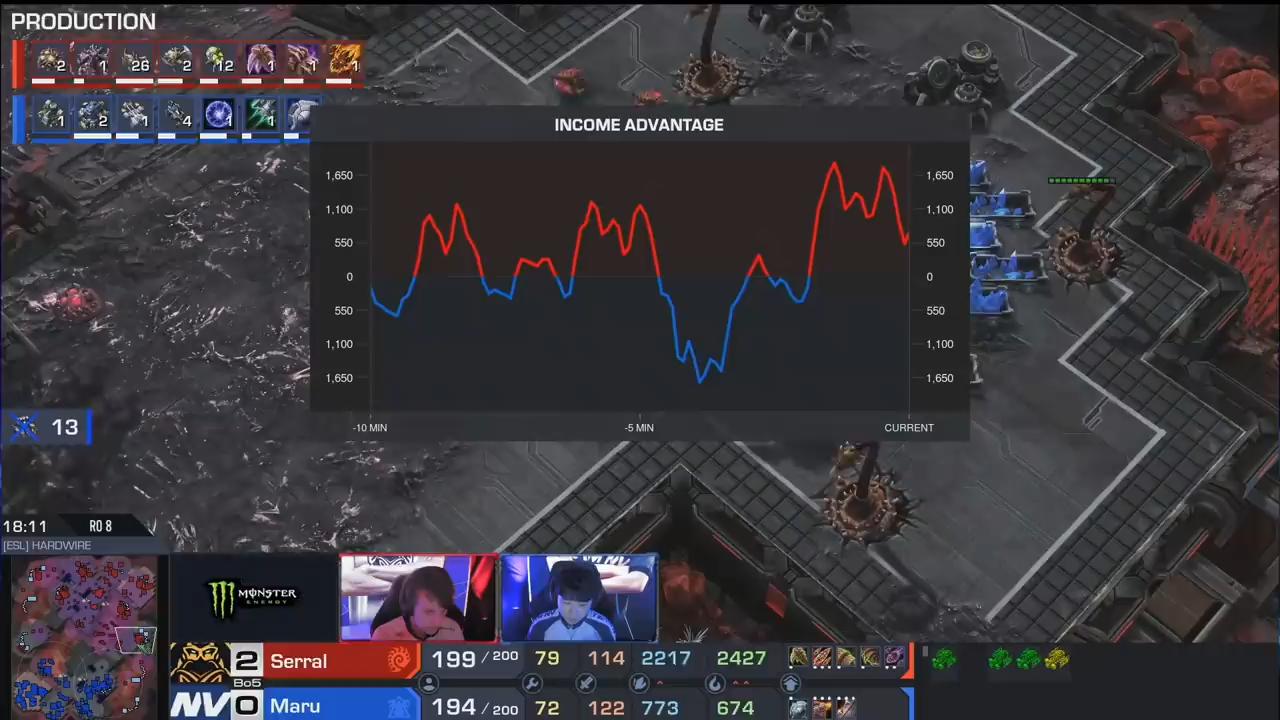 PRODUCTION
2 1 26 2 12 1 1 1
1 2 1 4 1 1
INCOME ADVANTAGE
1,650 1,650
1,100 1,100
550 550
0 0
550 550
1,100 1,100
1,650 1,650
-10 MIN -5 MIN CURRENT
13
18:11 RO 8
[ESL] HARDWIRE
MONSTER
ENERGY
2 Serral 199 / 200 79 114 2217 2427
Bo5
NV 0 Maru 194 / 200 72 122 773 674